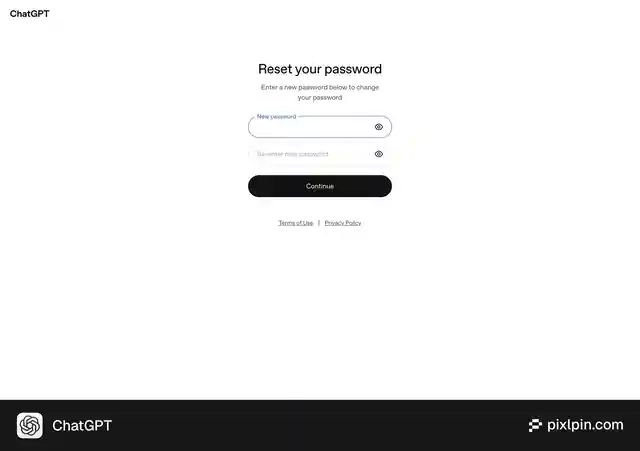 ChatGPT
Reset your password
Enter a new password below to change
your password
New password
Re-enter new password
Continue
Terms of Use | Privacy Policy
ChatGPT
pixlpin.com